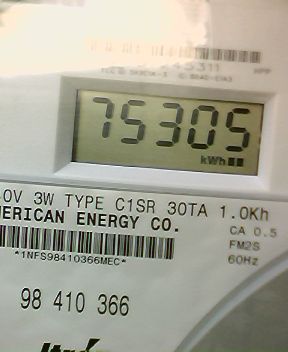 75305
kWh
0V 3W TYPE C1SR 30TA 1.0Kh
MERICAN ENERGY CO.
CA 0.5
FM2S
60Hz
*1NFS98410366MEC*
98 410 366